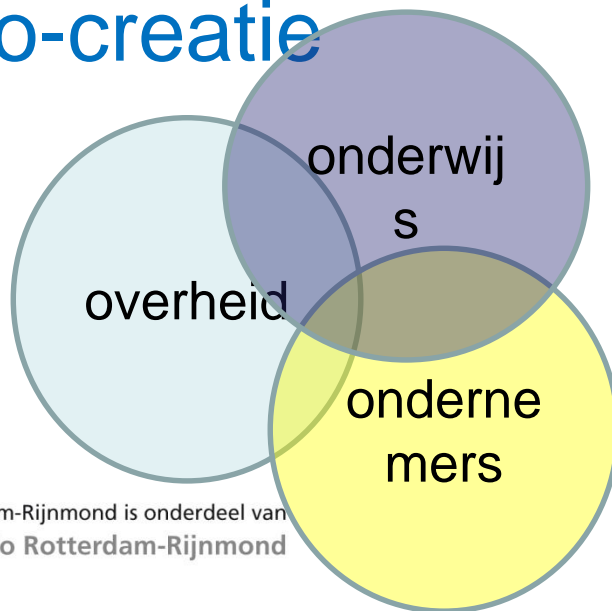 o-creatie
onderwij
s
overheid
onderne
mers
m-Rijnmond is onderdeel van
o Rotterdam-Rijnmond